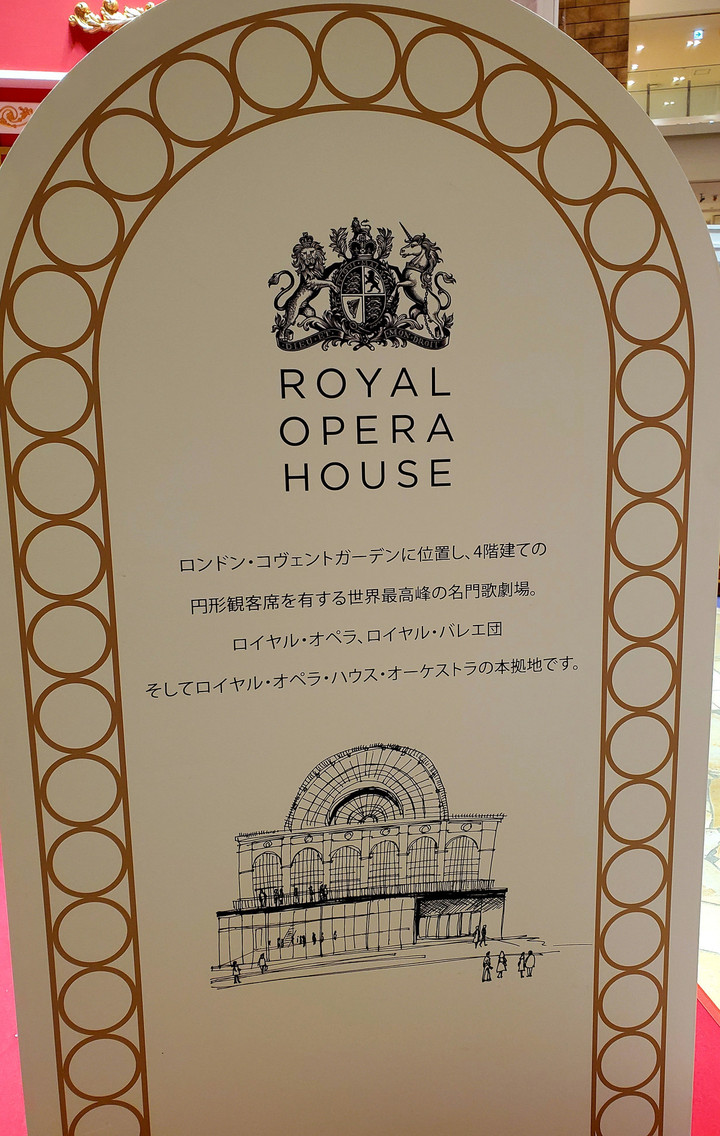 ROYAL
OPERA
HOUSE
ロンドン・コヴェントガーデンに位置し、4階建ての
円形観客席を有する世界最高峰の名門歌劇場。
ロイヤル・オペラ、ロイヤル・バレエ団
そしてロイヤル・オペラ・ハウス・オーケストラの本拠地です。